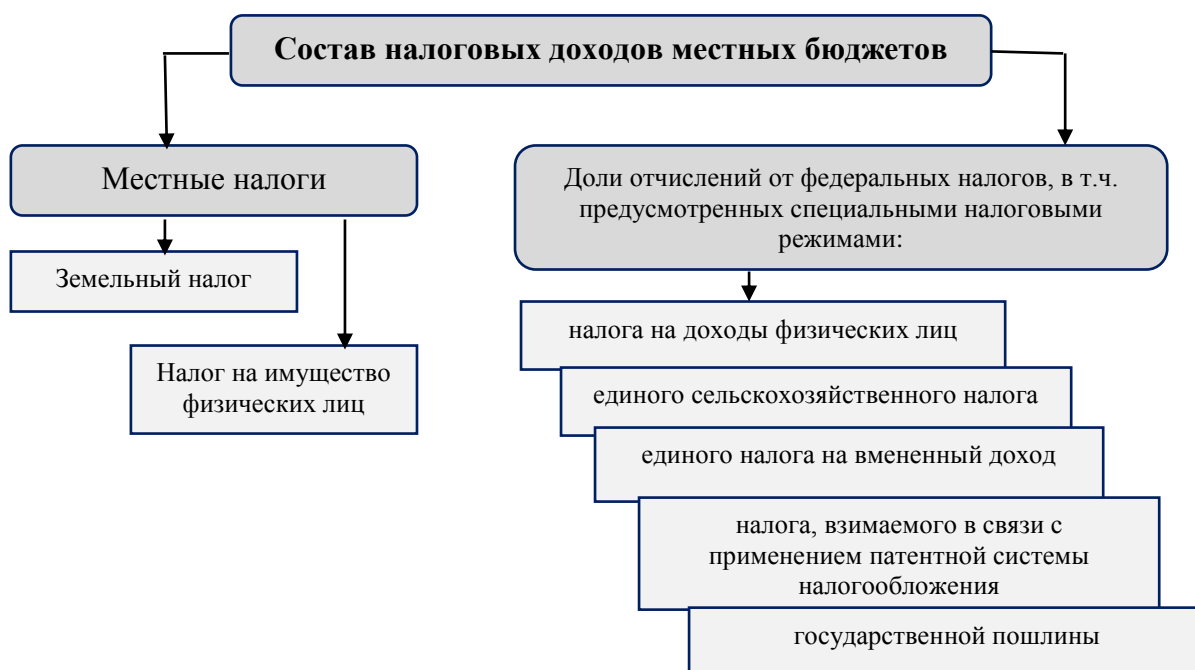 Состав налоговых доходов местных бюджетов
Местные налоги
Земельный налог
Налог на имущество
физических лиц
Доли отчислений от федеральных налогов, в т.ч.
предусмотренных специальными налоговыми
режимами:
налога на доходы физических лиц
единого сельскохозяйственного налога
единого налога на вмененный доход
налога, взимаемого в связи с
применением патентной системы
налогообложения
государственной пошлины